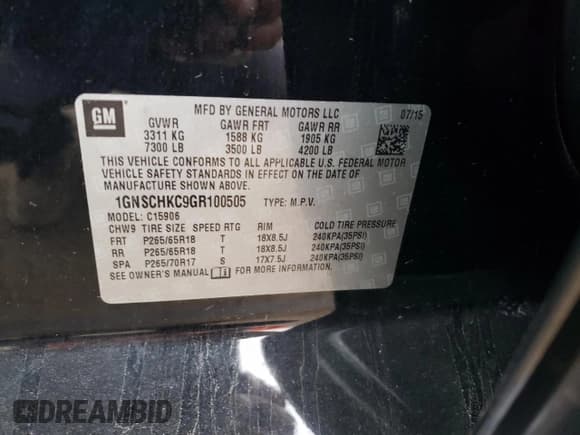 GM
MFD BY GENERAL MOTORS LLC 07/15
GVWR GAWR FRT GAWR RR
3311 KG 1588 KG 1905 KG
7300 LB 3500 LB 4200 LB
THIS VEHICLE CONFORMS TO ALL APPLICABLE U.S. FEDERAL MOTOR
VEHICLE SAFETY STANDARDS IN EFFECT ON THE DATE OF
MANUFACTURE SHOWN ABOVE.
1GNSCHKC9GR100505 TYPE: M.P.V.
MODEL: C15906
CHW9 TIRE SIZE SPEED RTG RIM COLD TIRE PRESSURE
FRT P265/65R18 T 18X8.5J 240KPA(35PSI)
RR P265/65R18 T 18X8.5J 240KPA(35PSI)
SPA P265/70R17 S 17X7.5J 240KPA(35PSI)
SEE OWNER'S MANUAL FOR MORE INFORMATION
DREAMBID